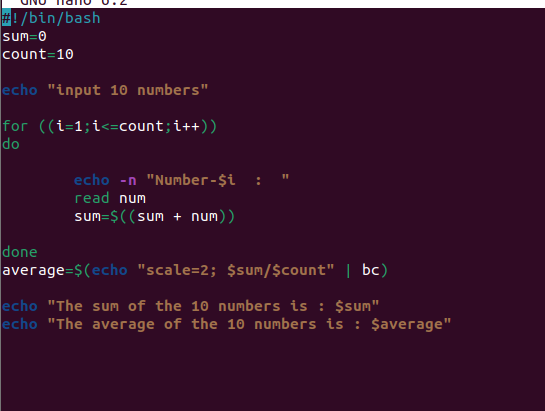 GNU nano 6.2
#!/bin/bash
sum=0
count=10
echo "input 10 numbers"
for ((i=1;i<=count;i++))
do
echo -n "Number-$i  :  "
read num
sum=$((sum + num))
done
average=$(echo "scale=2; $sum/$count" | bc)
echo "The sum of the 10 numbers is : $sum"
echo "The average of the 10 numbers is : $average"